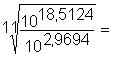 11√(10^18,5124 / 10^2,9694) =